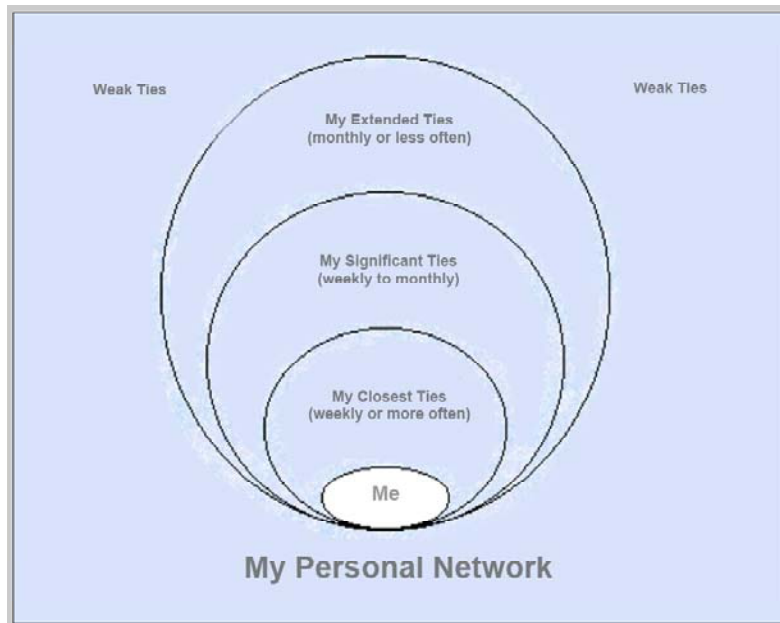 Weak Ties
Weak Ties
My Extended Ties
(monthly or less often)
My Significant Ties
(weekly to monthly)
My Closest Ties
(weekly or more often)
Me
My Personal Network